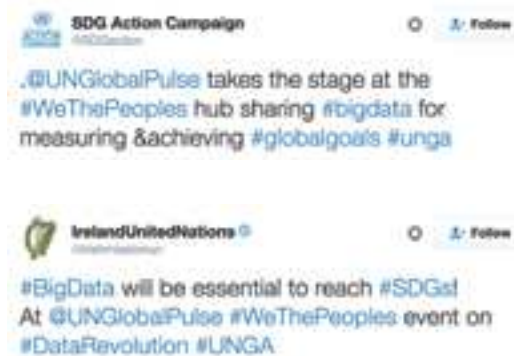 SDG Action Campaign
Follow
.@UNGlobalPulse takes the stage at the
#WeThePeoples hub sharing #bigdata for
measuring &achieving #globalgoals #unga
IrelandUnitedNations
Follow
#BigData will be essential to reach #SDGs!
At @UNGlobalPulse #WeThePeoples event on
#DataRevolution #UNGA